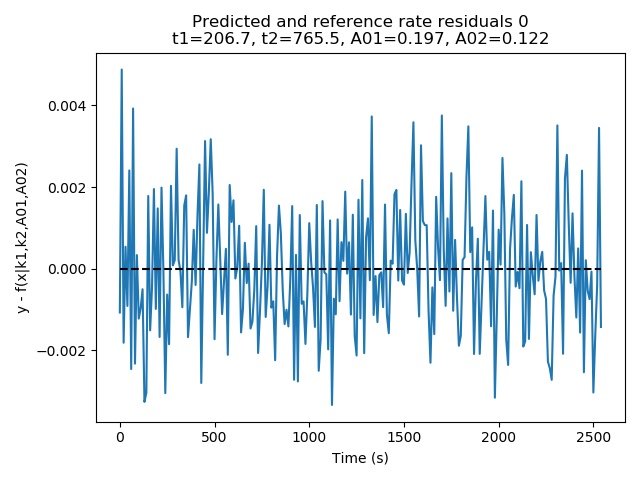 Predicted and reference rate residuals 0
t1=206.7, t2=765.5, A01=0.197, A02=0.122
y - f(x|k1,k2,A01,A02)
0.004
0.002
0.000
−0.002
0
500
1000
1500
2000
2500
Time (s)